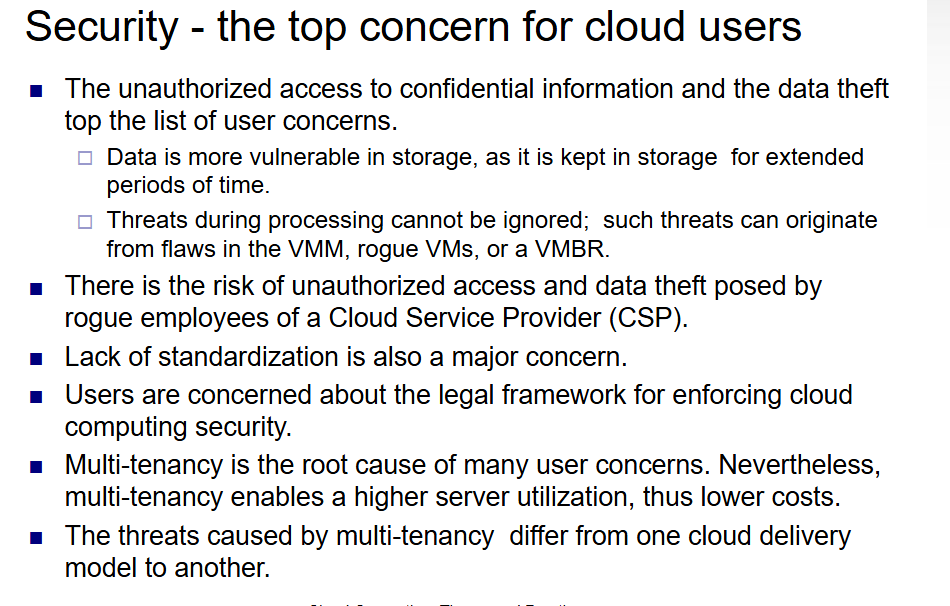 Security - the top concern for cloud users
The unauthorized access to confidential information and the data theft
top the list of user concerns.
Data is more vulnerable in storage, as it is kept in storage for extended
periods of time.
Threats during processing cannot be ignored; such threats can originate
from flaws in the VMM, rogue VMs, or a VMBR.
There is the risk of unauthorized access and data theft posed by
rogue employees of a Cloud Service Provider (CSP).
Lack of standardization is also a major concern.
Users are concerned about the legal framework for enforcing cloud
computing security.
Multi-tenancy is the root cause of many user concerns. Nevertheless,
multi-tenancy enables a higher server utilization, thus lower costs.
The threats caused by multi-tenancy differ from one cloud delivery
model to another.